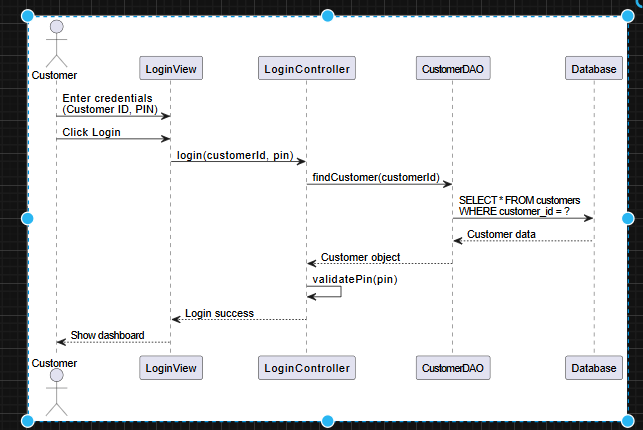 Customer
LoginView
LoginController
CustomerDAO
Database
Enter credentials
(Customer ID, PIN)
Click Login
login(customerId, pin)
findCustomer(customerId)
SELECT * FROM customers
WHERE customer_id = ?
Customer data
Customer object
validatePin(pin)
Login success
Show dashboard
Customer
LoginView
LoginController
CustomerDAO
Database